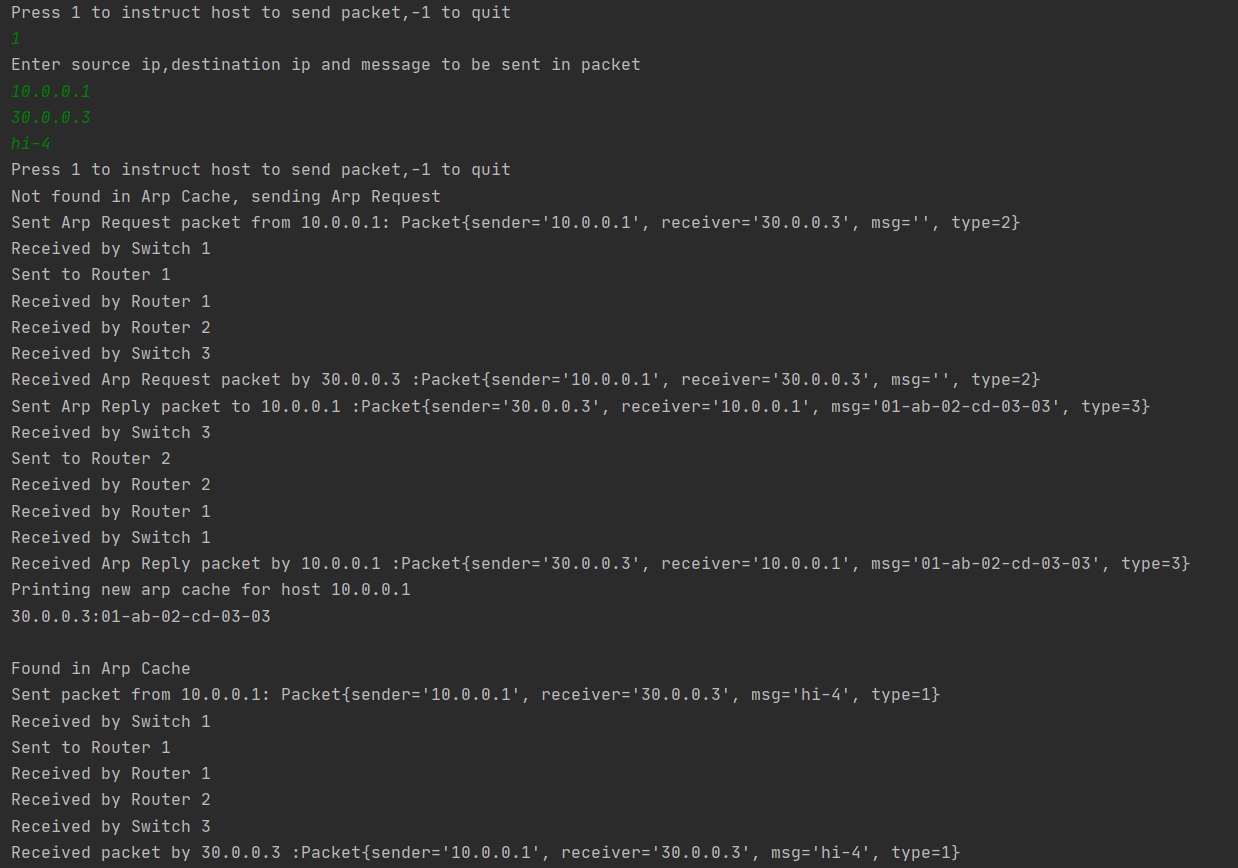 Press 1 to instruct host to send packet,-1 to quit
1
Enter source ip,destination ip and message to be sent in packet
10.0.0.1
30.0.0.3
hi-4
Press 1 to instruct host to send packet,-1 to quit
Not found in Arp Cache, sending Arp Request
Sent Arp Request packet from 10.0.0.1: Packet{sender='10.0.0.1', receiver='30.0.0.3', msg='', type=2}
Received by Switch 1
Sent to Router 1
Received by Router 1
Received by Router 2
Received by Switch 3
Received Arp Request packet by 30.0.0.3 :Packet{sender='10.0.0.1', receiver='30.0.0.3', msg='', type=2}
Sent Arp Reply packet to 10.0.0.1 :Packet{sender='30.0.0.3', receiver='10.0.0.1', msg='01-ab-02-cd-03-03', type=3}
Received by Switch 3
Sent to Router 2
Received by Router 2
Received by Router 1
Received by Switch 1
Received Arp Reply packet by 10.0.0.1 :Packet{sender='30.0.0.3', receiver='10.0.0.1', msg='01-ab-02-cd-03-03', type=3}
Printing new arp cache for host 10.0.0.1
30.0.0.3:01-ab-02-cd-03-03

Found in Arp Cache
Sent packet from 10.0.0.1: Packet{sender='10.0.0.1', receiver='30.0.0.3', msg='hi-4', type=1}
Received by Switch 1
Sent to Router 1
Received by Router 1
Received by Router 2
Received by Switch 3
Received packet by 30.0.0.3 :Packet{sender='10.0.0.1', receiver='30.0.0.3', msg='hi-4', type=1}